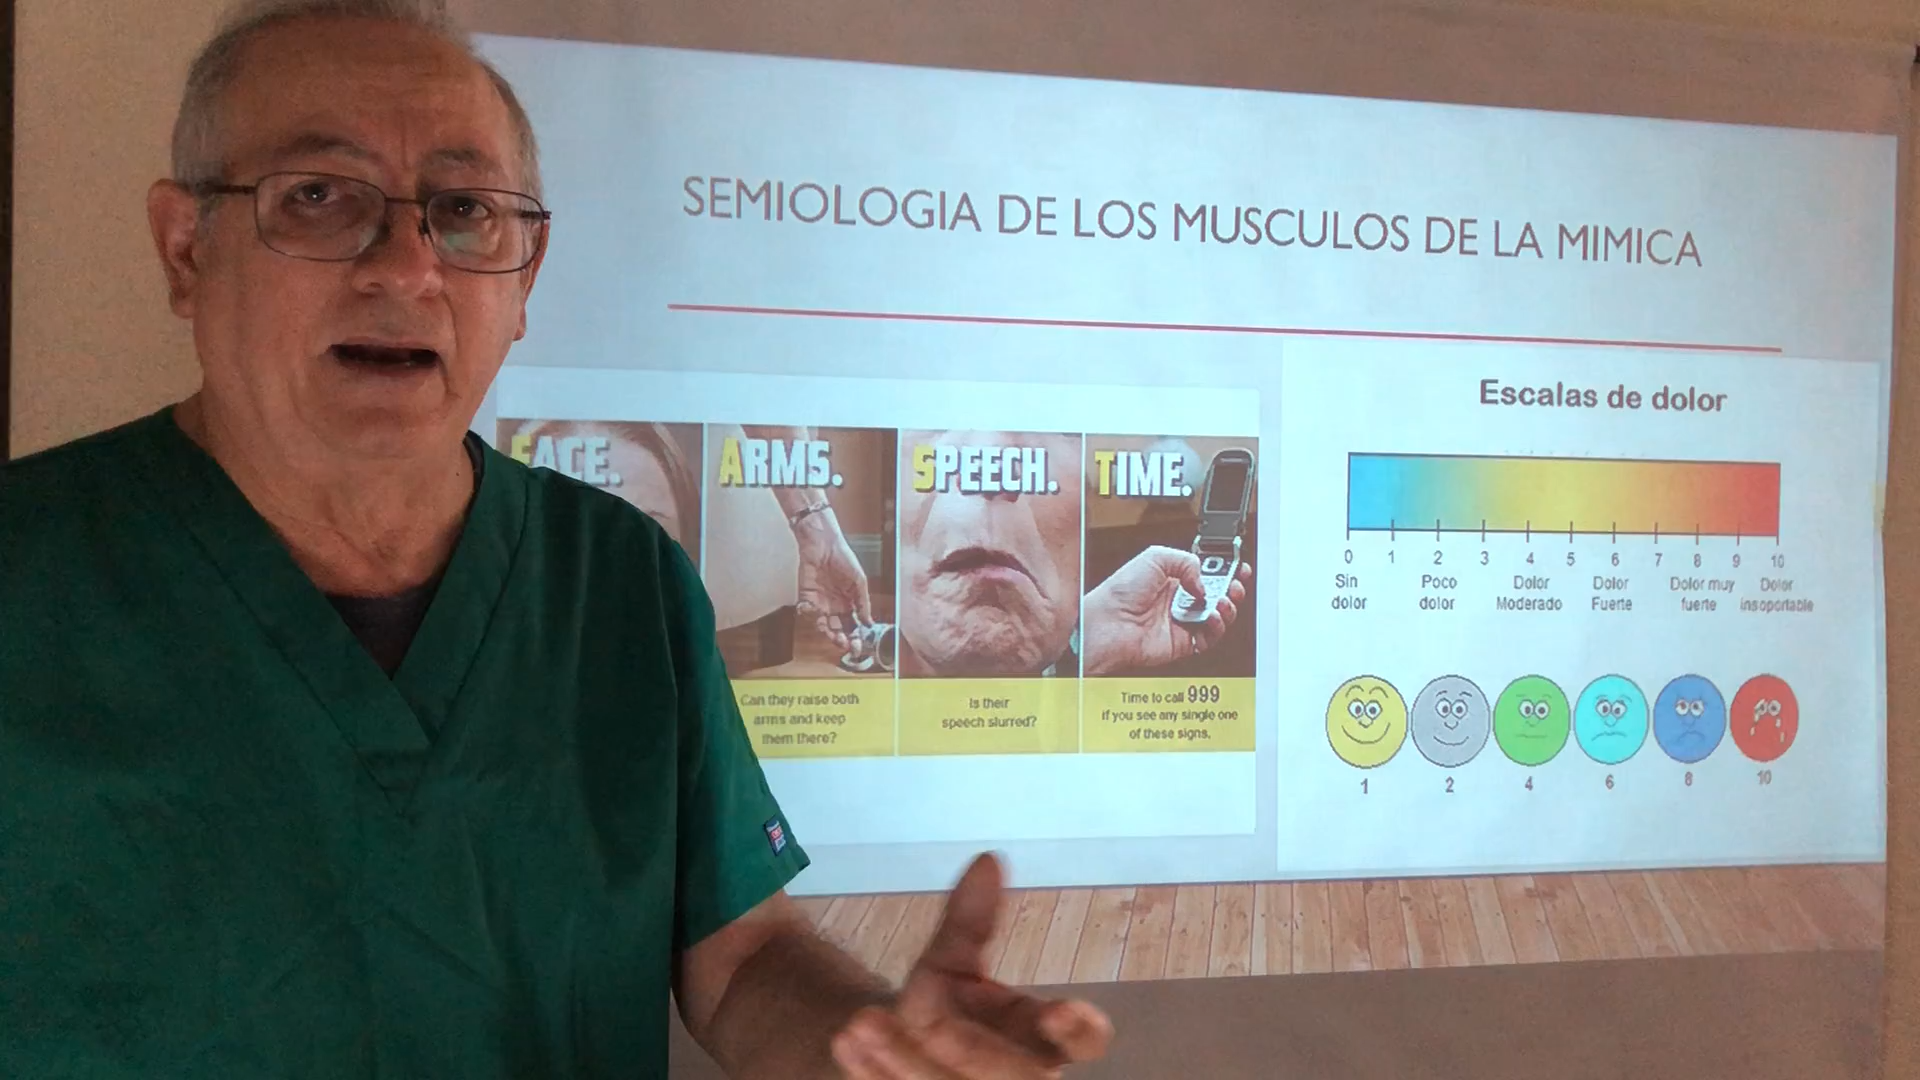 SEMIOLOGIA DE LOS MUSCULOS DE LA MIMICA
FACE.
ARMS.
SPEECH.
TIME.
Can they raise both
arms and keep
them there?
Is their
speech slurred?
Time to call 999
if you see any single one
of these signs.
Escalas de dolor
0 1 2 3 4 5 6 7 8 9 10
Sin
dolor
Poco
dolor
Dolor
Moderado
Dolor
Fuerte
Dolor muy
fuerte
Dolor
insoportable
1 2 4 6 8 10